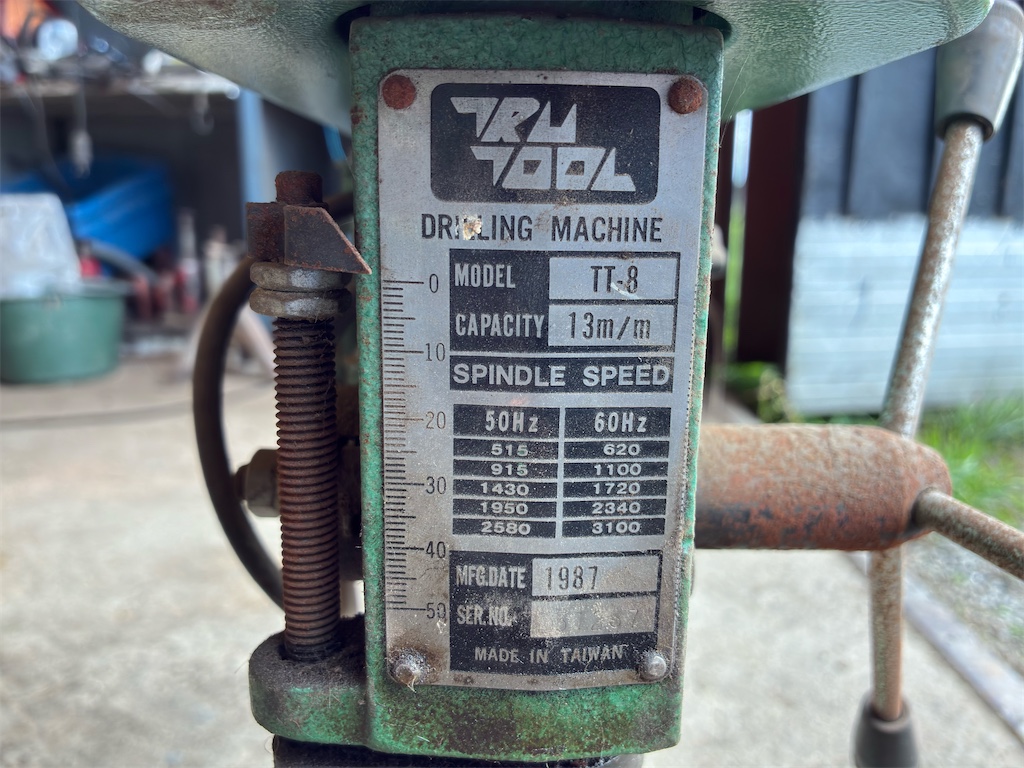 TRU
TOOL
DRILLING MACHINE
MODEL TT-8
CAPACITY 13m/m
SPINDLE SPEED
50Hz 60Hz
515 620
915 1100
1430 1720
1950 2340
2580 3100
MFG.DATE 1987
SER.NO.
MADE IN TAIWAN
0
10
20
30
40
50